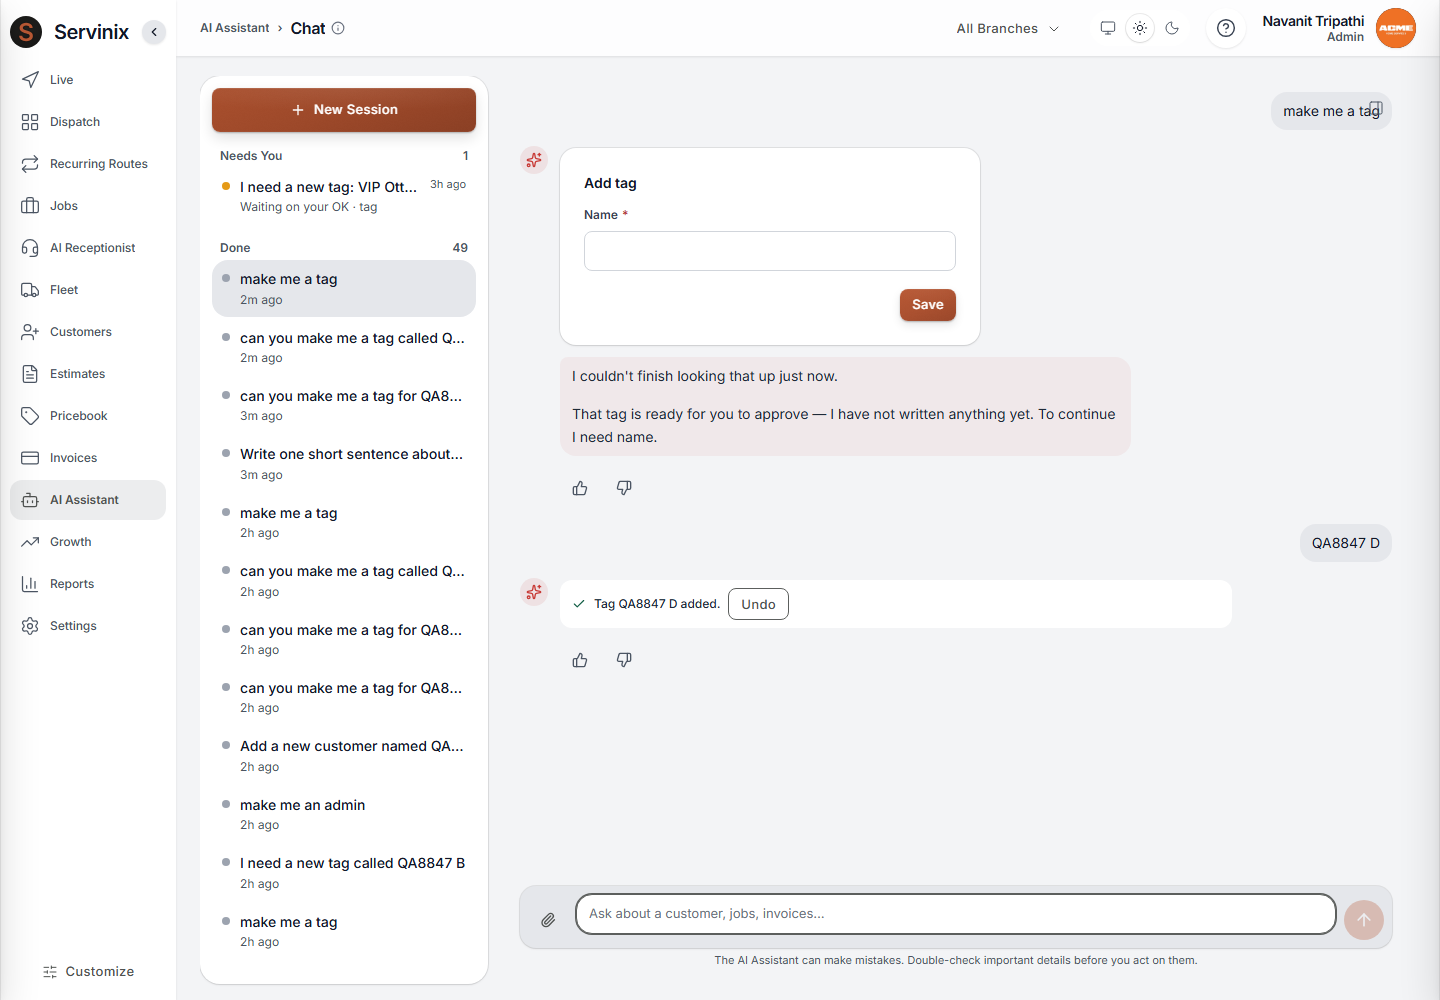 S Servinix
Live
Dispatch
Recurring Routes
Jobs
AI Receptionist
Fleet
Customers
Estimates
Pricebook
Invoices
AI Assistant
Growth
Reports
Settings
Customize
AI Assistant › Chat
All Branches
Navanit Tripathi
Admin
ACME
+ New Session
Needs You 1
I need a new tag: VIP Ott... 3h ago
Waiting on your OK · tag
Done 49
make me a tag
2m ago
can you make me a tag called Q...
2m ago
can you make me a tag for QA8...
3m ago
Write one short sentence about...
3m ago
make me a tag
2h ago
can you make me a tag called Q...
2h ago
can you make me a tag for QA8...
2h ago
can you make me a tag for QA8...
2h ago
Add a new customer named QA...
2h ago
make me an admin
2h ago
I need a new tag called QA8847 B
2h ago
make me a tag
2h ago
make me a tag
Add tag
Name *
Save
I couldn't finish looking that up just now.
That tag is ready for you to approve — I have not written anything yet. To continue
I need name.
QA8847 D
Tag QA8847 D added. Undo
Ask about a customer, jobs, invoices...
The AI Assistant can make mistakes. Double-check important details before you act on them.